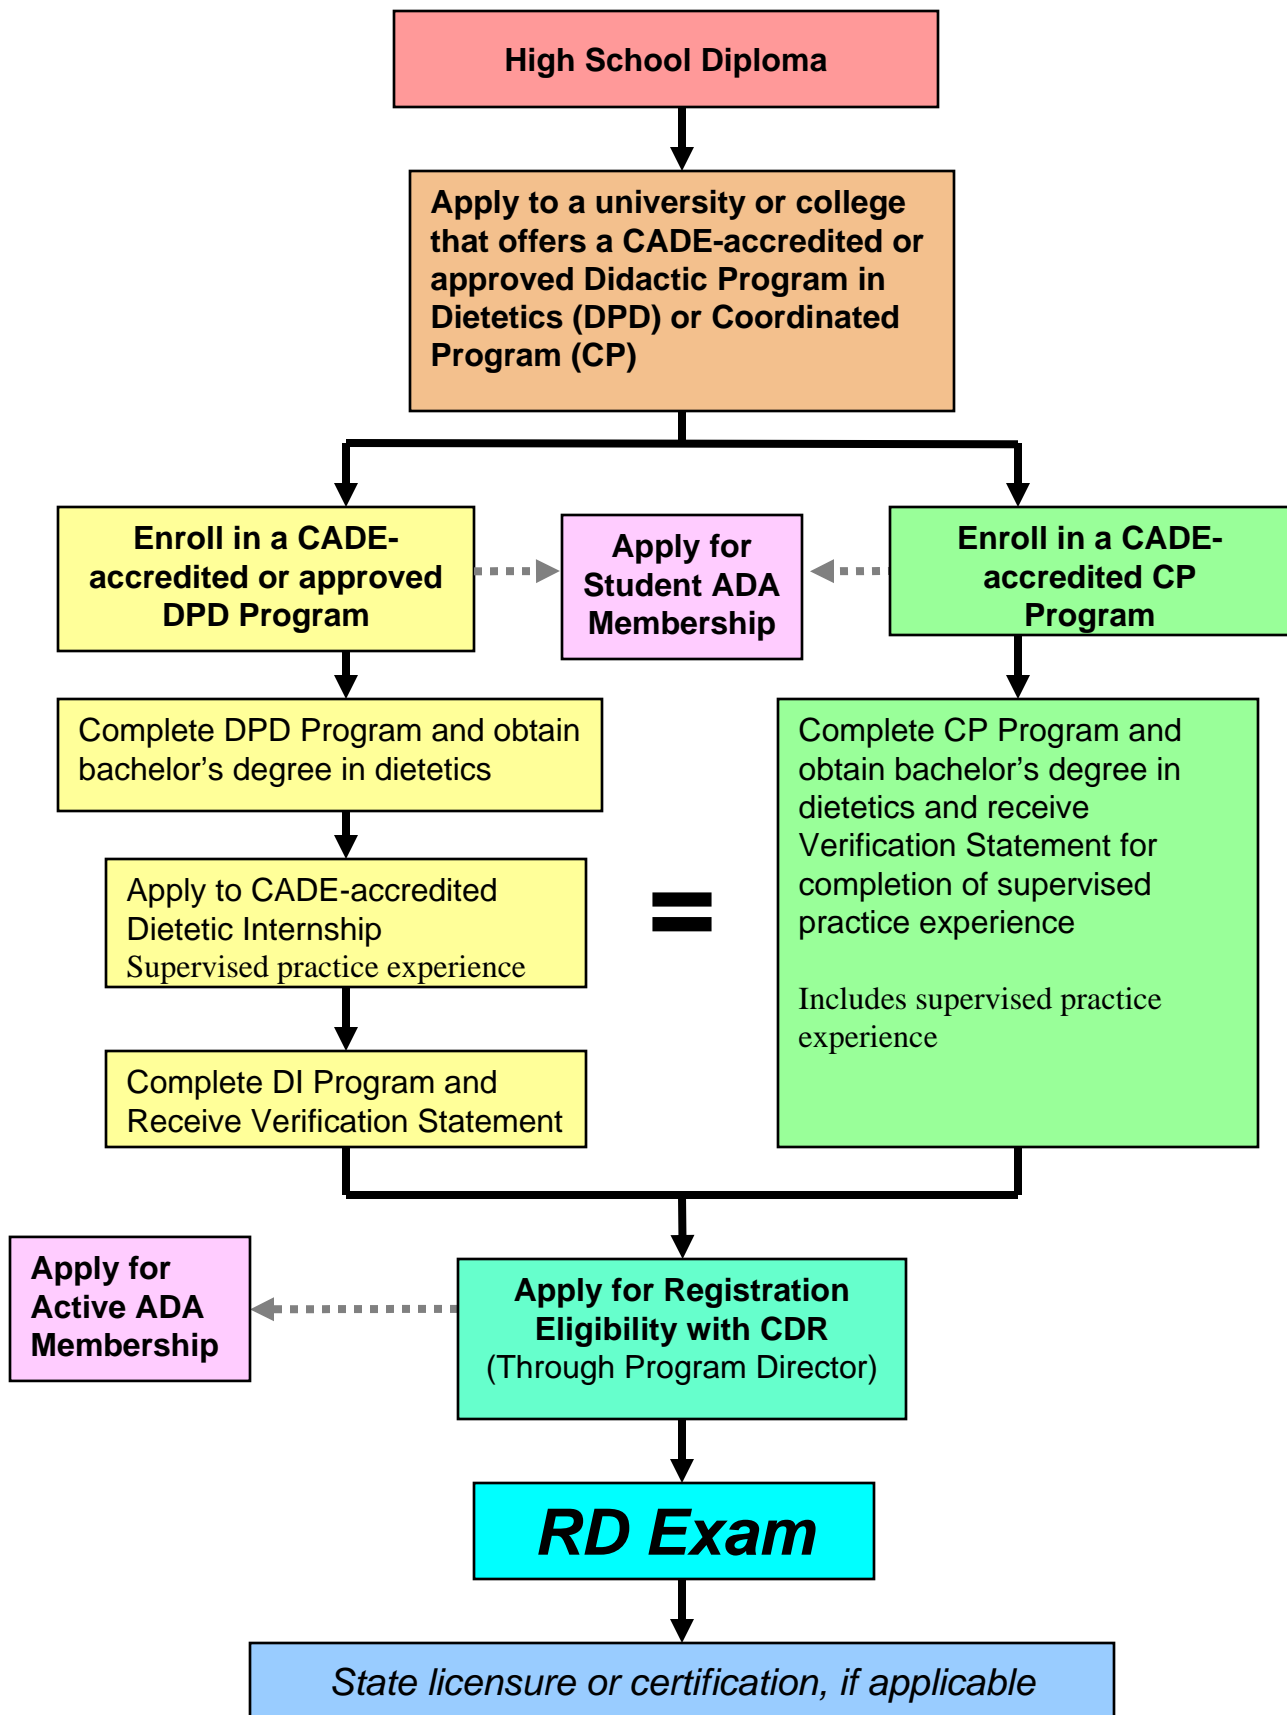 High School Diploma
Apply to a university or college
that offers a CADE-accredited or
approved Didactic Program in
Dietetics (DPD) or Coordinated
Program (CP)
Enroll in a CADE-
accredited or approved
DPD Program
Apply for
Student ADA
Membership
Enroll in a CADE-
accredited CP
Program
Complete DPD Program and obtain
bachelor’s degree in dietetics
Apply to CADE-accredited
Dietetic Internship
Supervised practice experience
Complete DI Program and
Receive Verification Statement
=
Complete CP Program and
obtain bachelor’s degree in
dietetics and receive
Verification Statement for
completion of supervised
practice experience
Includes supervised practice
experience
Apply for
Active ADA
Membership
Apply for Registration
Eligibility with CDR
(Through Program Director)
RD Exam
State licensure or certification, if applicable